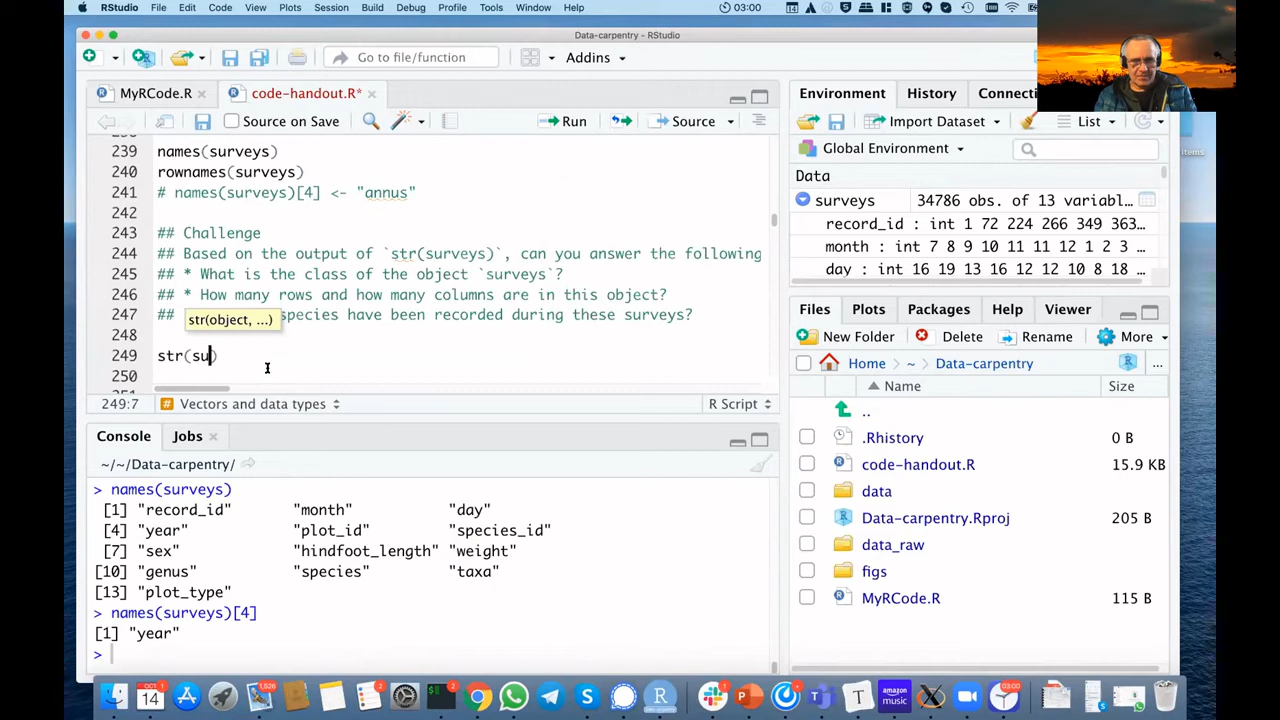 RStudio File Edit Code View Plots Session Build Debug Profile Tools Window Help 03:00
Data-carpentry - RStudio
Go to file/function Addins
MyRCode.R code-handout.R* Environment History Connecti
Source on Save Run Source Import Dataset List
Global Environment
239 names(surveys)
240 rownames(surveys)
241 # names(surveys)[4] <- "annus"
242
243 ## Challenge
244 ## Based on the output of `str(surveys)`, can you answer the following
245 ## * What is the class of the object `surveys`?
246 ## * How many rows and how many columns are in this object?
247 ## species have been recorded during these surveys?
str(object, ...)
248
249 str(su)
250
249:7 # Vectors and data typ R Scr
Data
surveys 34786 obs. of 13 variabl…
record_id : int 1 72 224 266 349 363…
month : int 7 8 9 10 11 11 12 1 2 3 …
day : int 16 19 13 16 12 12 10 8 18 …
Files Plots Packages Help Viewer
New Folder Delete Rename More
Home Data-carpentry ...
Name Size
..
.Rhistory 0 B
code-handout.R 15.9 KB
data
Data-carpentry.Rproj 205 B
data_raw
figs
MyRCode.R 115 B
Console Jobs
~/~/Data-carpentry/
> names(surveys)
[1] "record_id" "month" "day"
[4] "year" "plot_id" "species_id"
[7] "sex" "hindfoot_length" "weight"
[10] "genus" "species" "taxa"
[13] "plot_type"
> names(surveys)[4]
[1] "year"
>
items
amazon music
03:00